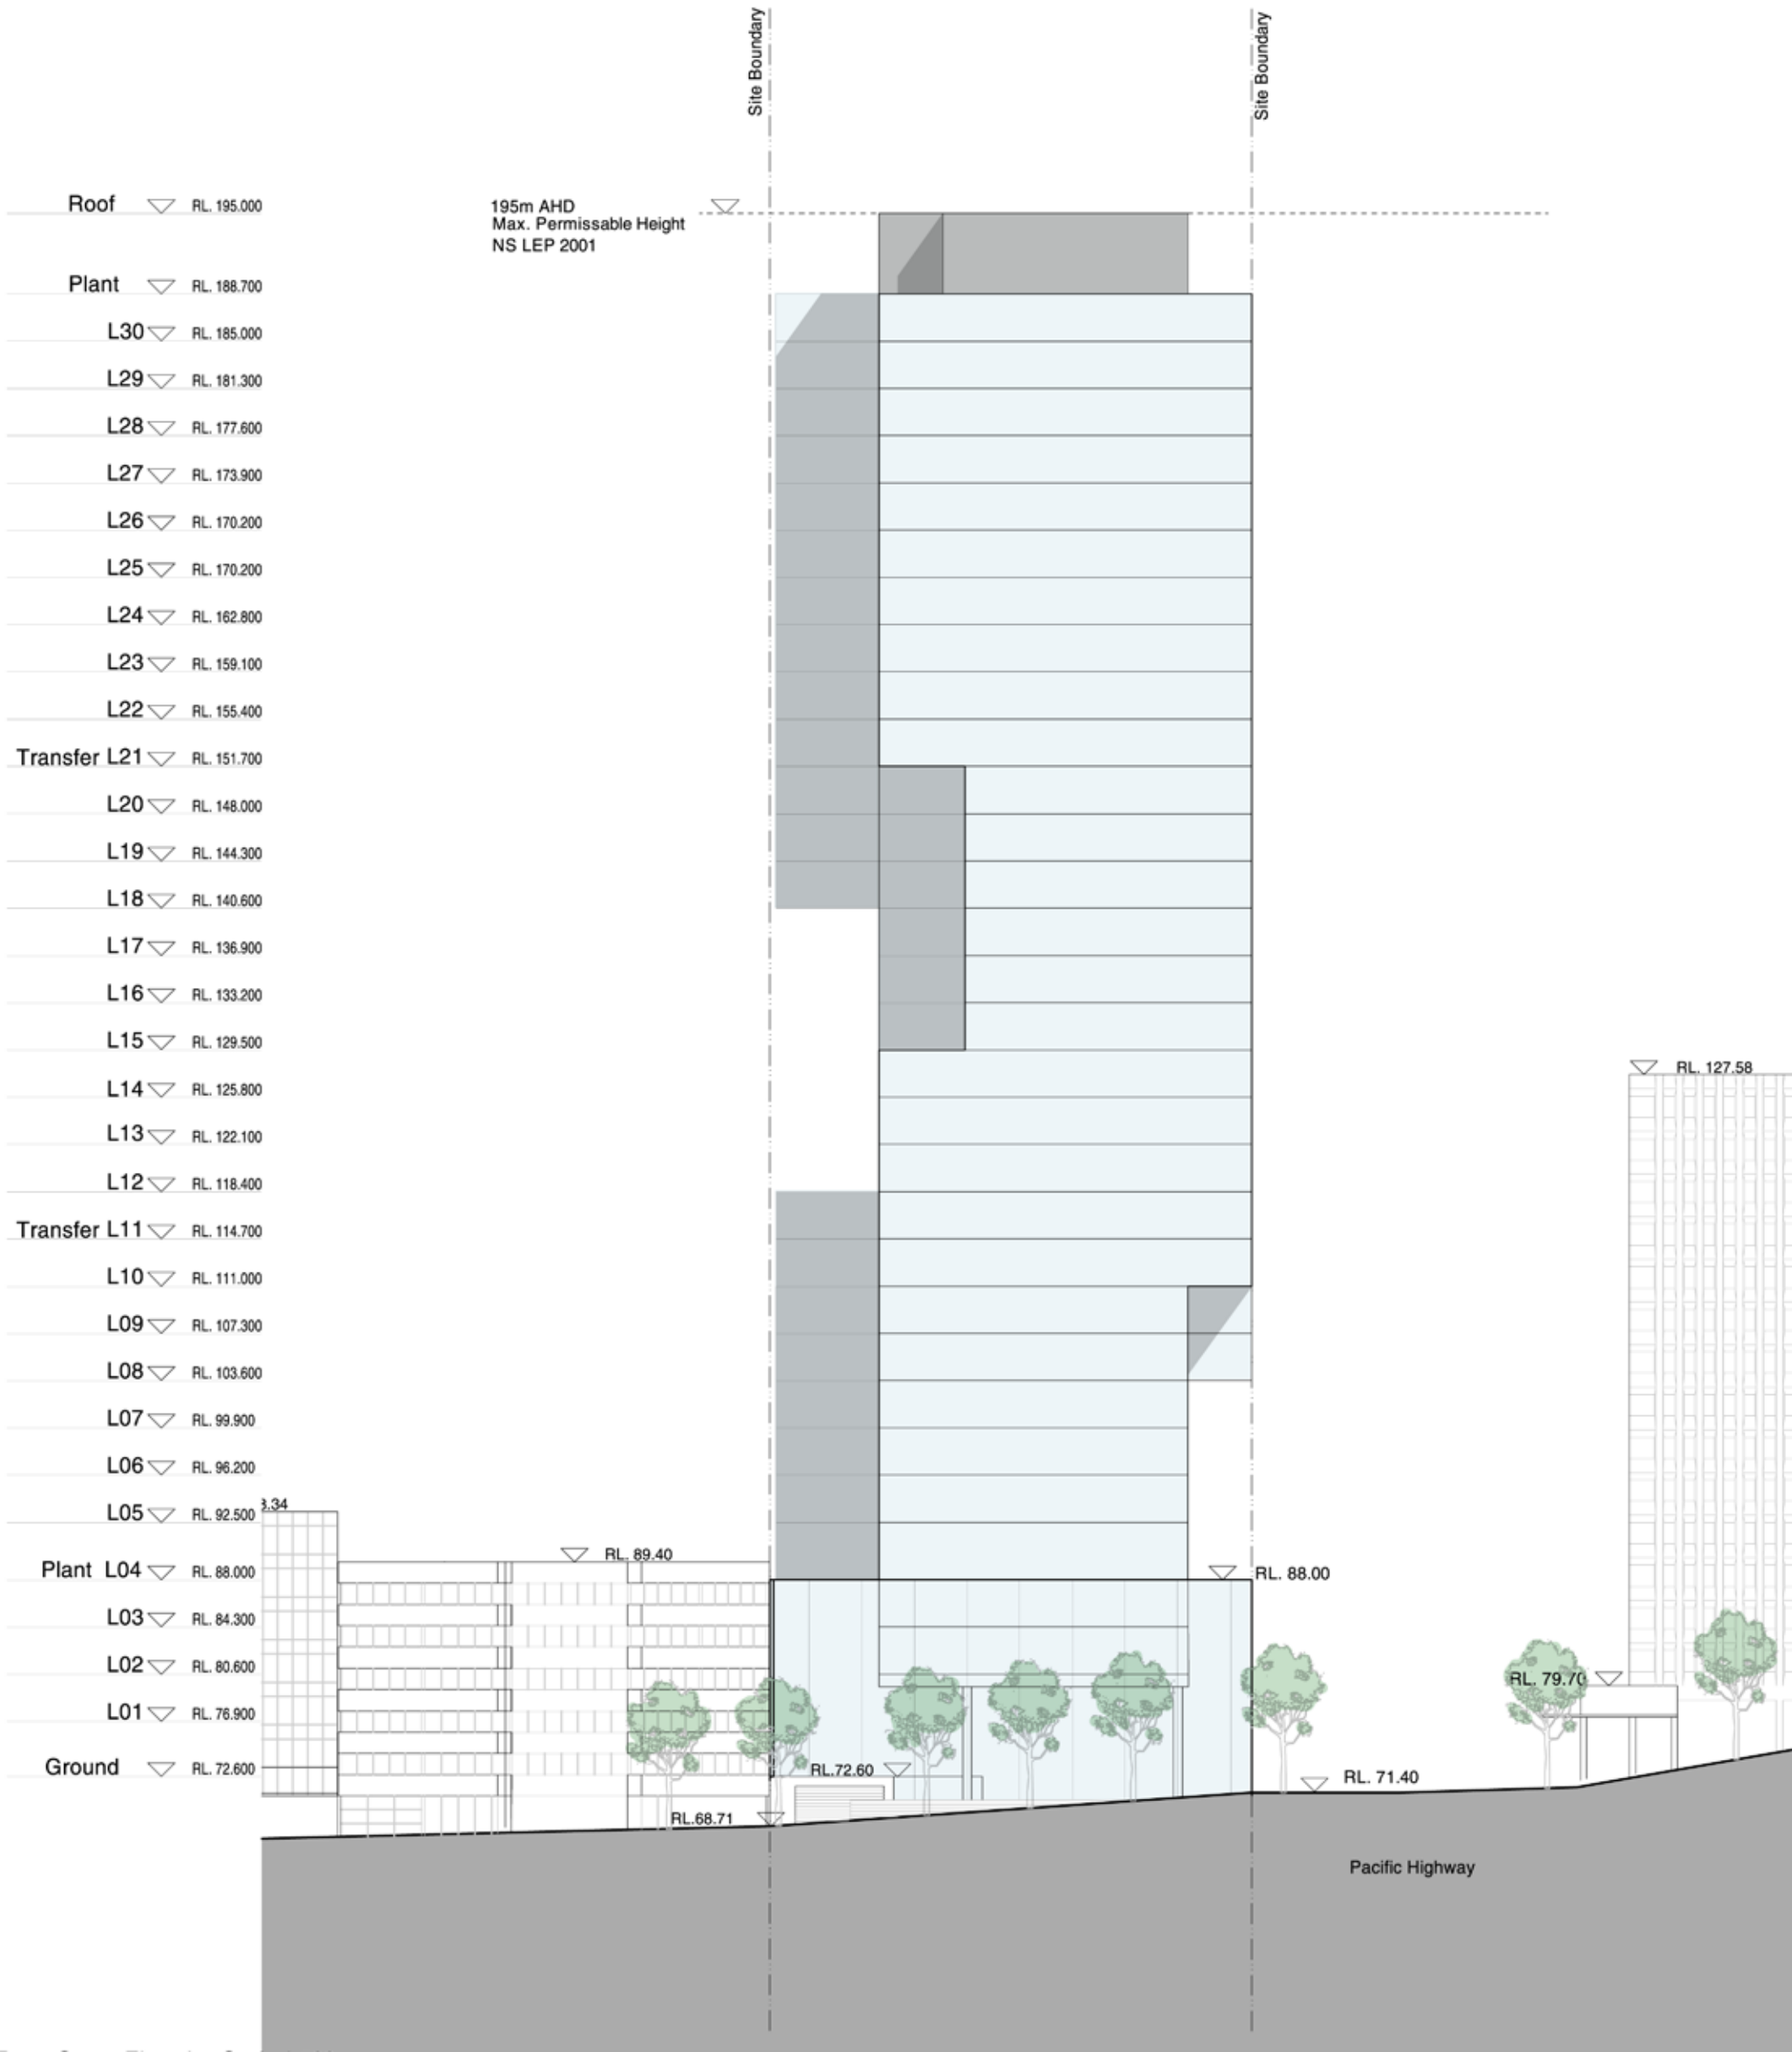 Site Boundary
Site Boundary
Roof RL. 195.000
195m AHD
Max. Permissable Height
NS LEP 2001
Plant RL. 188.700
L30 RL. 185.000
L29 RL. 181.300
L28 RL. 177.600
L27 RL. 173.900
L26 RL. 170.200
L25 RL. 170.200
L24 RL. 162.800
L23 RL. 159.100
L22 RL. 155.400
Transfer L21 RL. 151.700
L20 RL. 148.000
L19 RL. 144.300
L18 RL. 140.600
L17 RL. 136.900
L16 RL. 133.200
L15 RL. 129.500
RL. 127.58
L14 RL. 125.800
L13 RL. 122.100
L12 RL. 118.400
Transfer L11 RL. 114.700
L10 RL. 111.000
L09 RL. 107.300
L08 RL. 103.600
L07 RL. 99.900
L06 RL. 96.200
3.34
L05 RL. 92.500
RL. 89.40
Plant L04 RL. 88.000
RL. 88.00
L03 RL. 84.300
L02 RL. 80.600
RL. 79.70
L01 RL. 76.900
Ground RL. 72.600
RL.72.60
RL. 71.40
RL.68.71
Pacific Highway